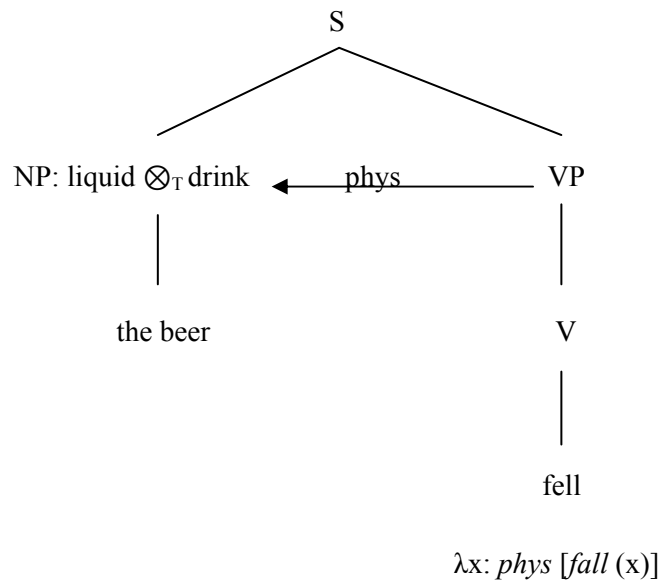 S
NP: liquid ⊗T drink phys VP
the beer V
fell
λx: phys [fall (x)]